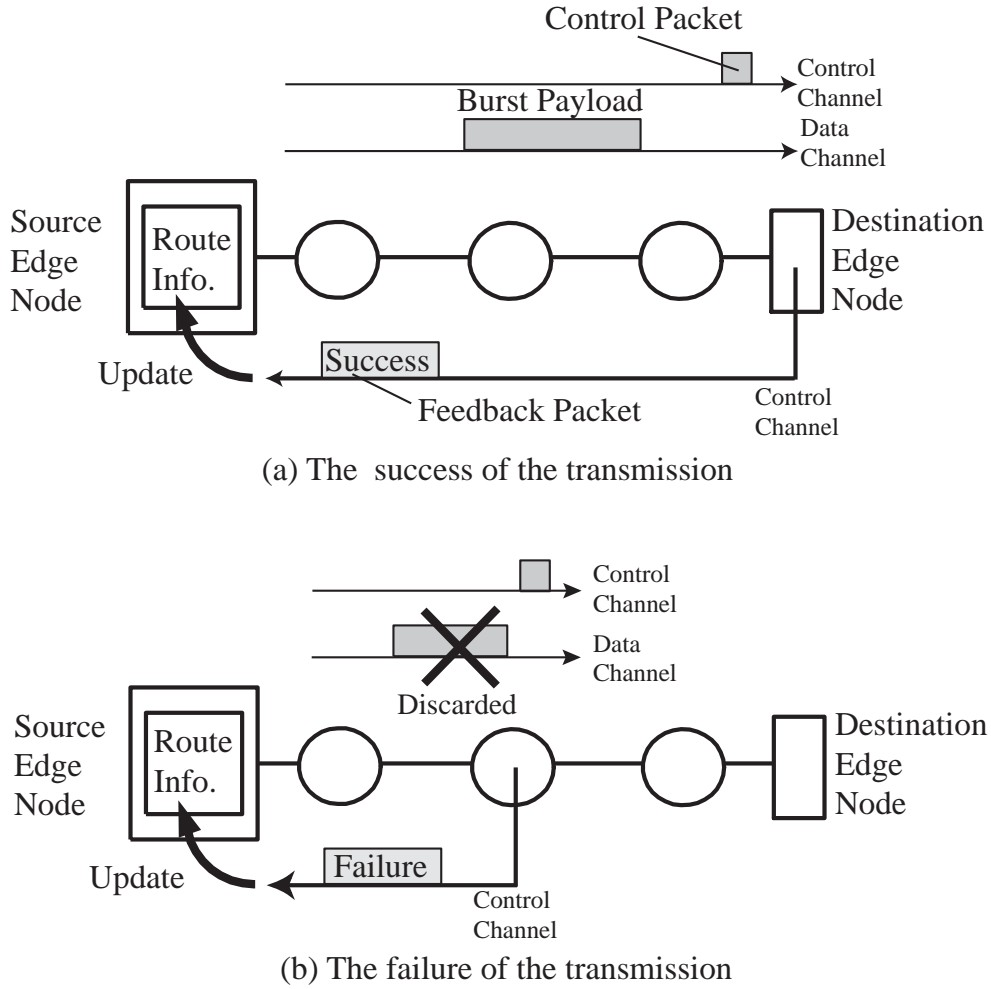 Control Packet
Control
Channel
Burst Payload
Data
Channel
Source
Edge
Node
Route
Info.
Destination
Edge
Node
Update
Success
Feedback Packet
Control
Channel
(a) The success of the transmission
Control
Channel
Data
Channel
Discarded
Source
Edge
Node
Route
Info.
Destination
Edge
Node
Update
Failure
Control
Channel
(b) The failure of the transmission